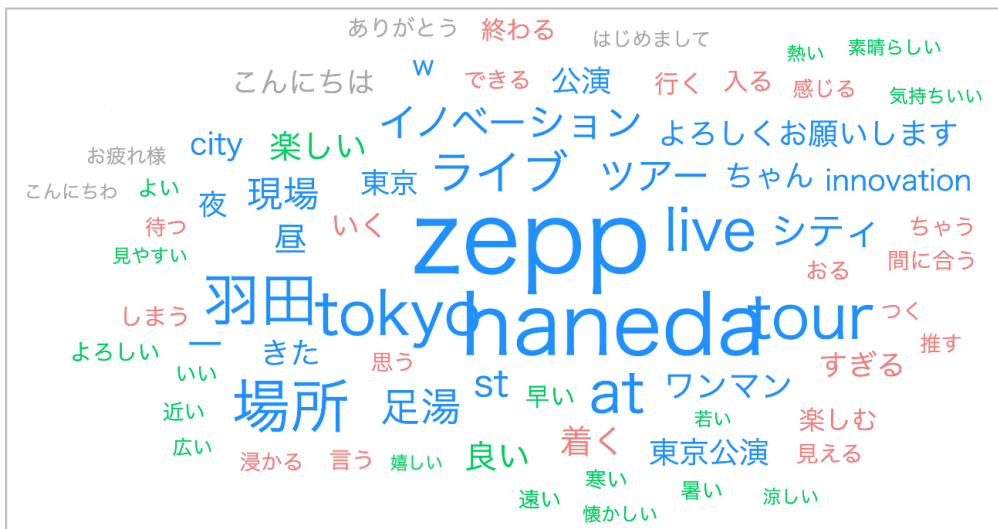 ありがとう 終わる はじめまして
熱い 素晴らしい
こんにちは w できる 公演 行く 入る 感じる 気持ちいい
イノベーション よろしくお願いします
お疲れ様 city 楽しい ライブ ツアー ちゃん innovation
こんにちわ よい 夜 現場 東京
待つ 昼 いく zepp live シティ ちゃう
見やすい おる 間に合う
羽田 tokyo haneda tour つく
しまう 推す
よろしい ー きた 思う すぎる
いい 場所 足湯 st 早い at ワンマン
近い 若い 楽しむ
広い 浸かる 言う 嬉しい 良い 着く 東京公演 見える
遠い 寒い 暑い 涼しい
懐かしい